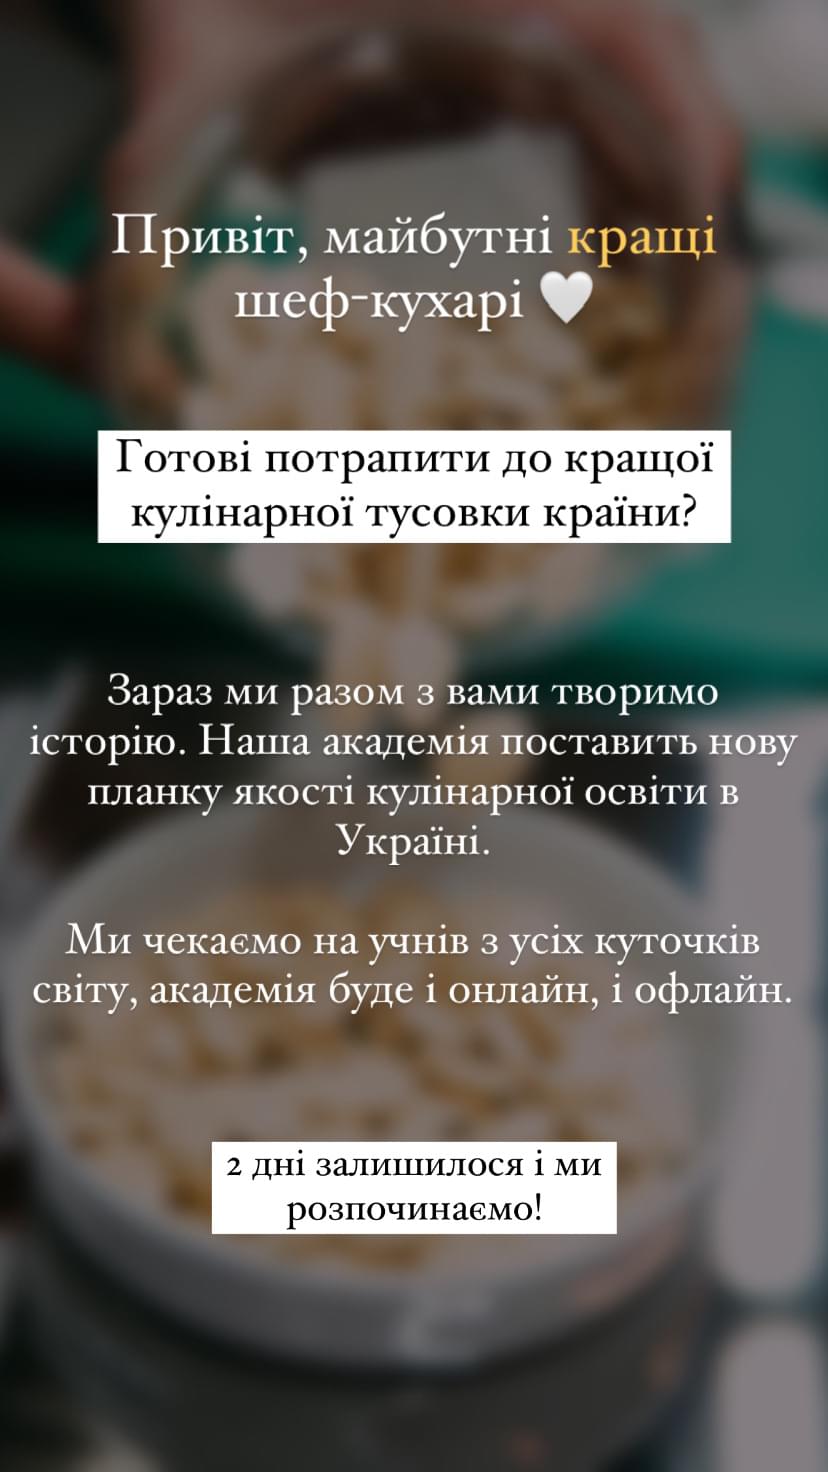 Привіт, майбутні кращі
шеф-кухарі 🤍
Готові потрапити до кращої
кулінарної тусовки країни?
Зараз ми разом з вами творимо
історію. Наша академія поставить нову
планку якості кулінарної освіти в
Україні.
Ми чекаємо на учнів з усіх куточків
світу, академія буде і онлайн, і офлайн.
2 дні залишилося і ми
розпочинаємо!